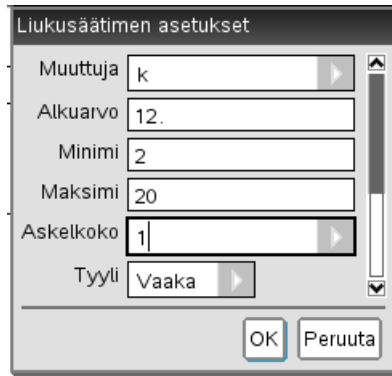 Liukusäätimen asetukset
Muuttuja k
Alkuarvo 12.
Minimi 2
Maksimi 20
Askelkoko 1
Tyyli Vaaka
OK Peruuta